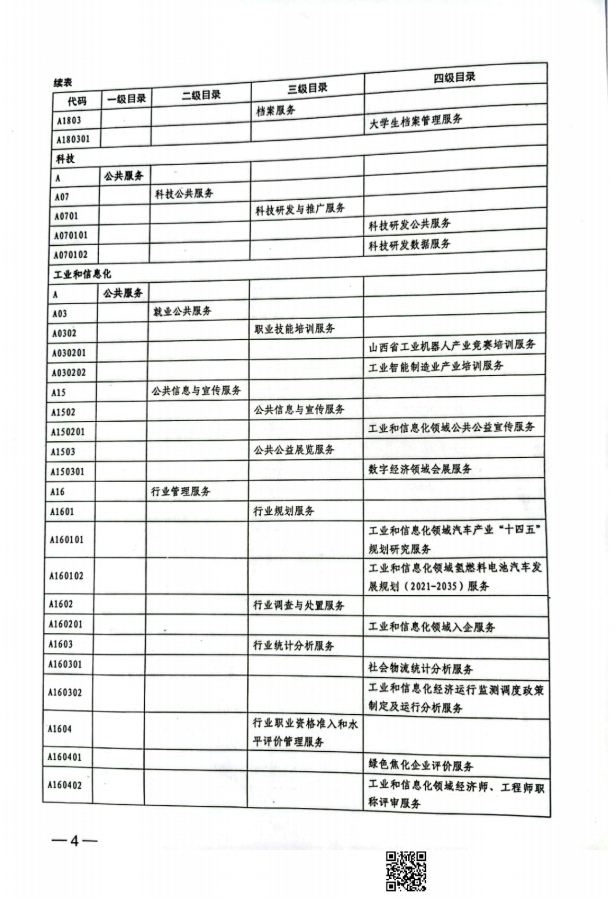 续表
代码 一级目录 二级目录 三级目录 四级目录
A1803 档案服务
A180301 大学生档案管理服务
科技
A 公共服务
A07 科技公共服务
A0701 科技研发与推广服务
A070101 科技研发公共服务
A070102 科技研发数据服务
工业和信息化
A 公共服务
A03 就业公共服务
A0302 职业技能培训服务
A030201 山西省工业机器人产业竞赛培训服务
A030202 工业智能制造业产业培训服务
A15 公共信息与宣传服务
A1502 公共信息与宣传服务
A150201 工业和信息化领域公共公益宣传服务
A1503 公共公益展览服务
A150301 数字经济领域会展服务
A16 行业管理服务
A1601 行业规划服务
A160101 工业和信息化领域汽车产业“十四五”
规划研究服务
A160102 工业和信息化领域氢燃料电池汽车发
展规划（2021-2035）服务
A1602 行业调查与处置服务
A160201 工业和信息化领域入企服务
A1603 行业统计分析服务
A160301 社会物流统计分析服务
A160302 工业和信息化经济运行监测调度政策
制定及运行分析服务
A1604 行业职业资格准入和水
平评价管理服务
A160401 绿色焦化企业评价服务
A160402 工业和信息化领域经济师、工程师职
称评审服务
—4—